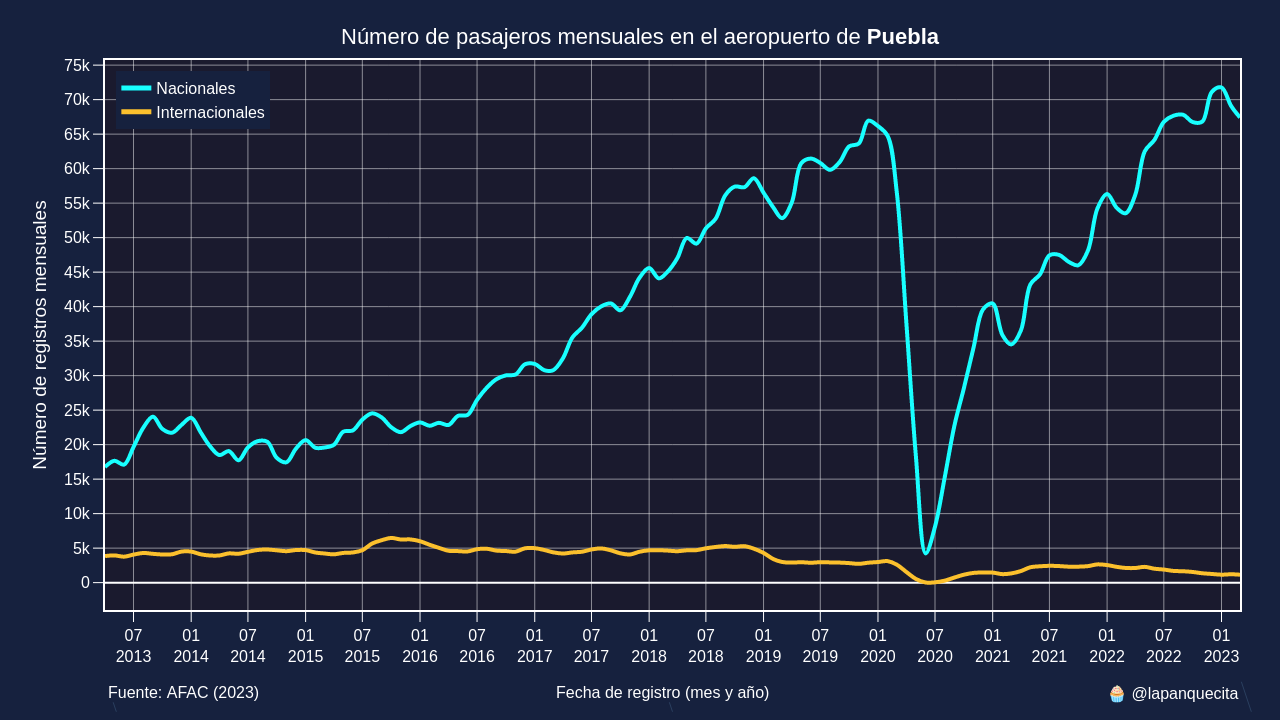 Número de pasajeros mensuales en el aeropuerto de Puebla
Nacionales
Internacionales
Número de registros mensuales
75k
70k
65k
60k
55k
50k
45k
40k
35k
30k
25k
20k
15k
10k
5k
0
07 01 07 01 07 01 07 01 07 01 07 01 07 01 07 01 07 01 07 01
2013 2014 2014 2015 2015 2016 2016 2017 2017 2018 2018 2019 2019 2020 2020 2021 2021 2022 2022 2023
Fuente: AFAC (2023)
Fecha de registro (mes y año)
🧁 @lapanquecita